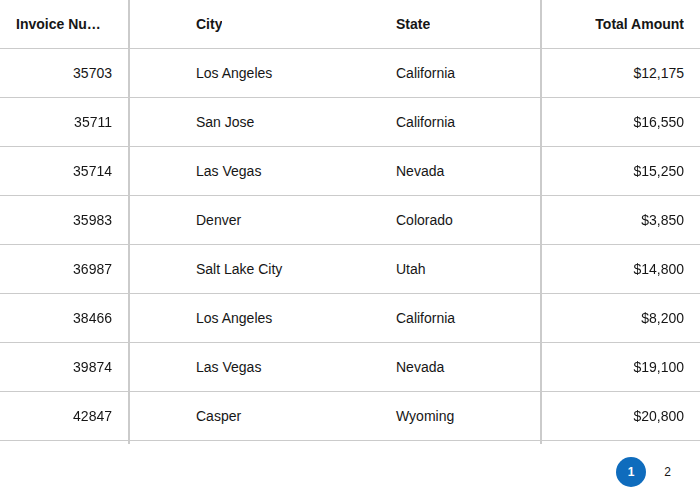 Invoice Nu… City State Total Amount
35703 Los Angeles California $12,175
35711 San Jose California $16,550
35714 Las Vegas Nevada $15,250
35983 Denver Colorado $3,850
36987 Salt Lake City Utah $14,800
38466 Los Angeles California $8,200
39874 Las Vegas Nevada $19,100
42847 Casper Wyoming $20,800
1 2